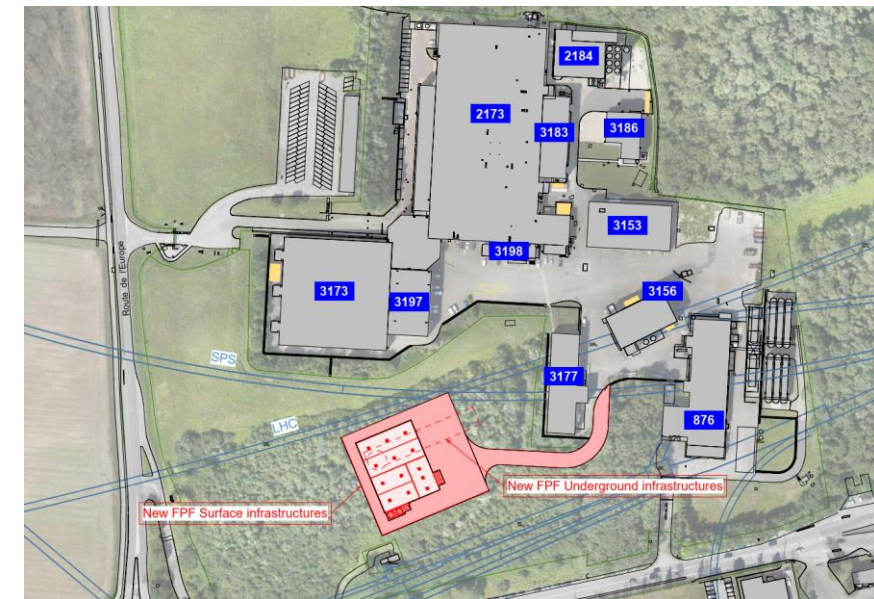 2184
2173
3183
3186
3153
3198
Route de l'Europe
3173
3197
3156
SPS
3177
LHC
876
New FPF Surface infrastructures
New FPF Underground infrastructures